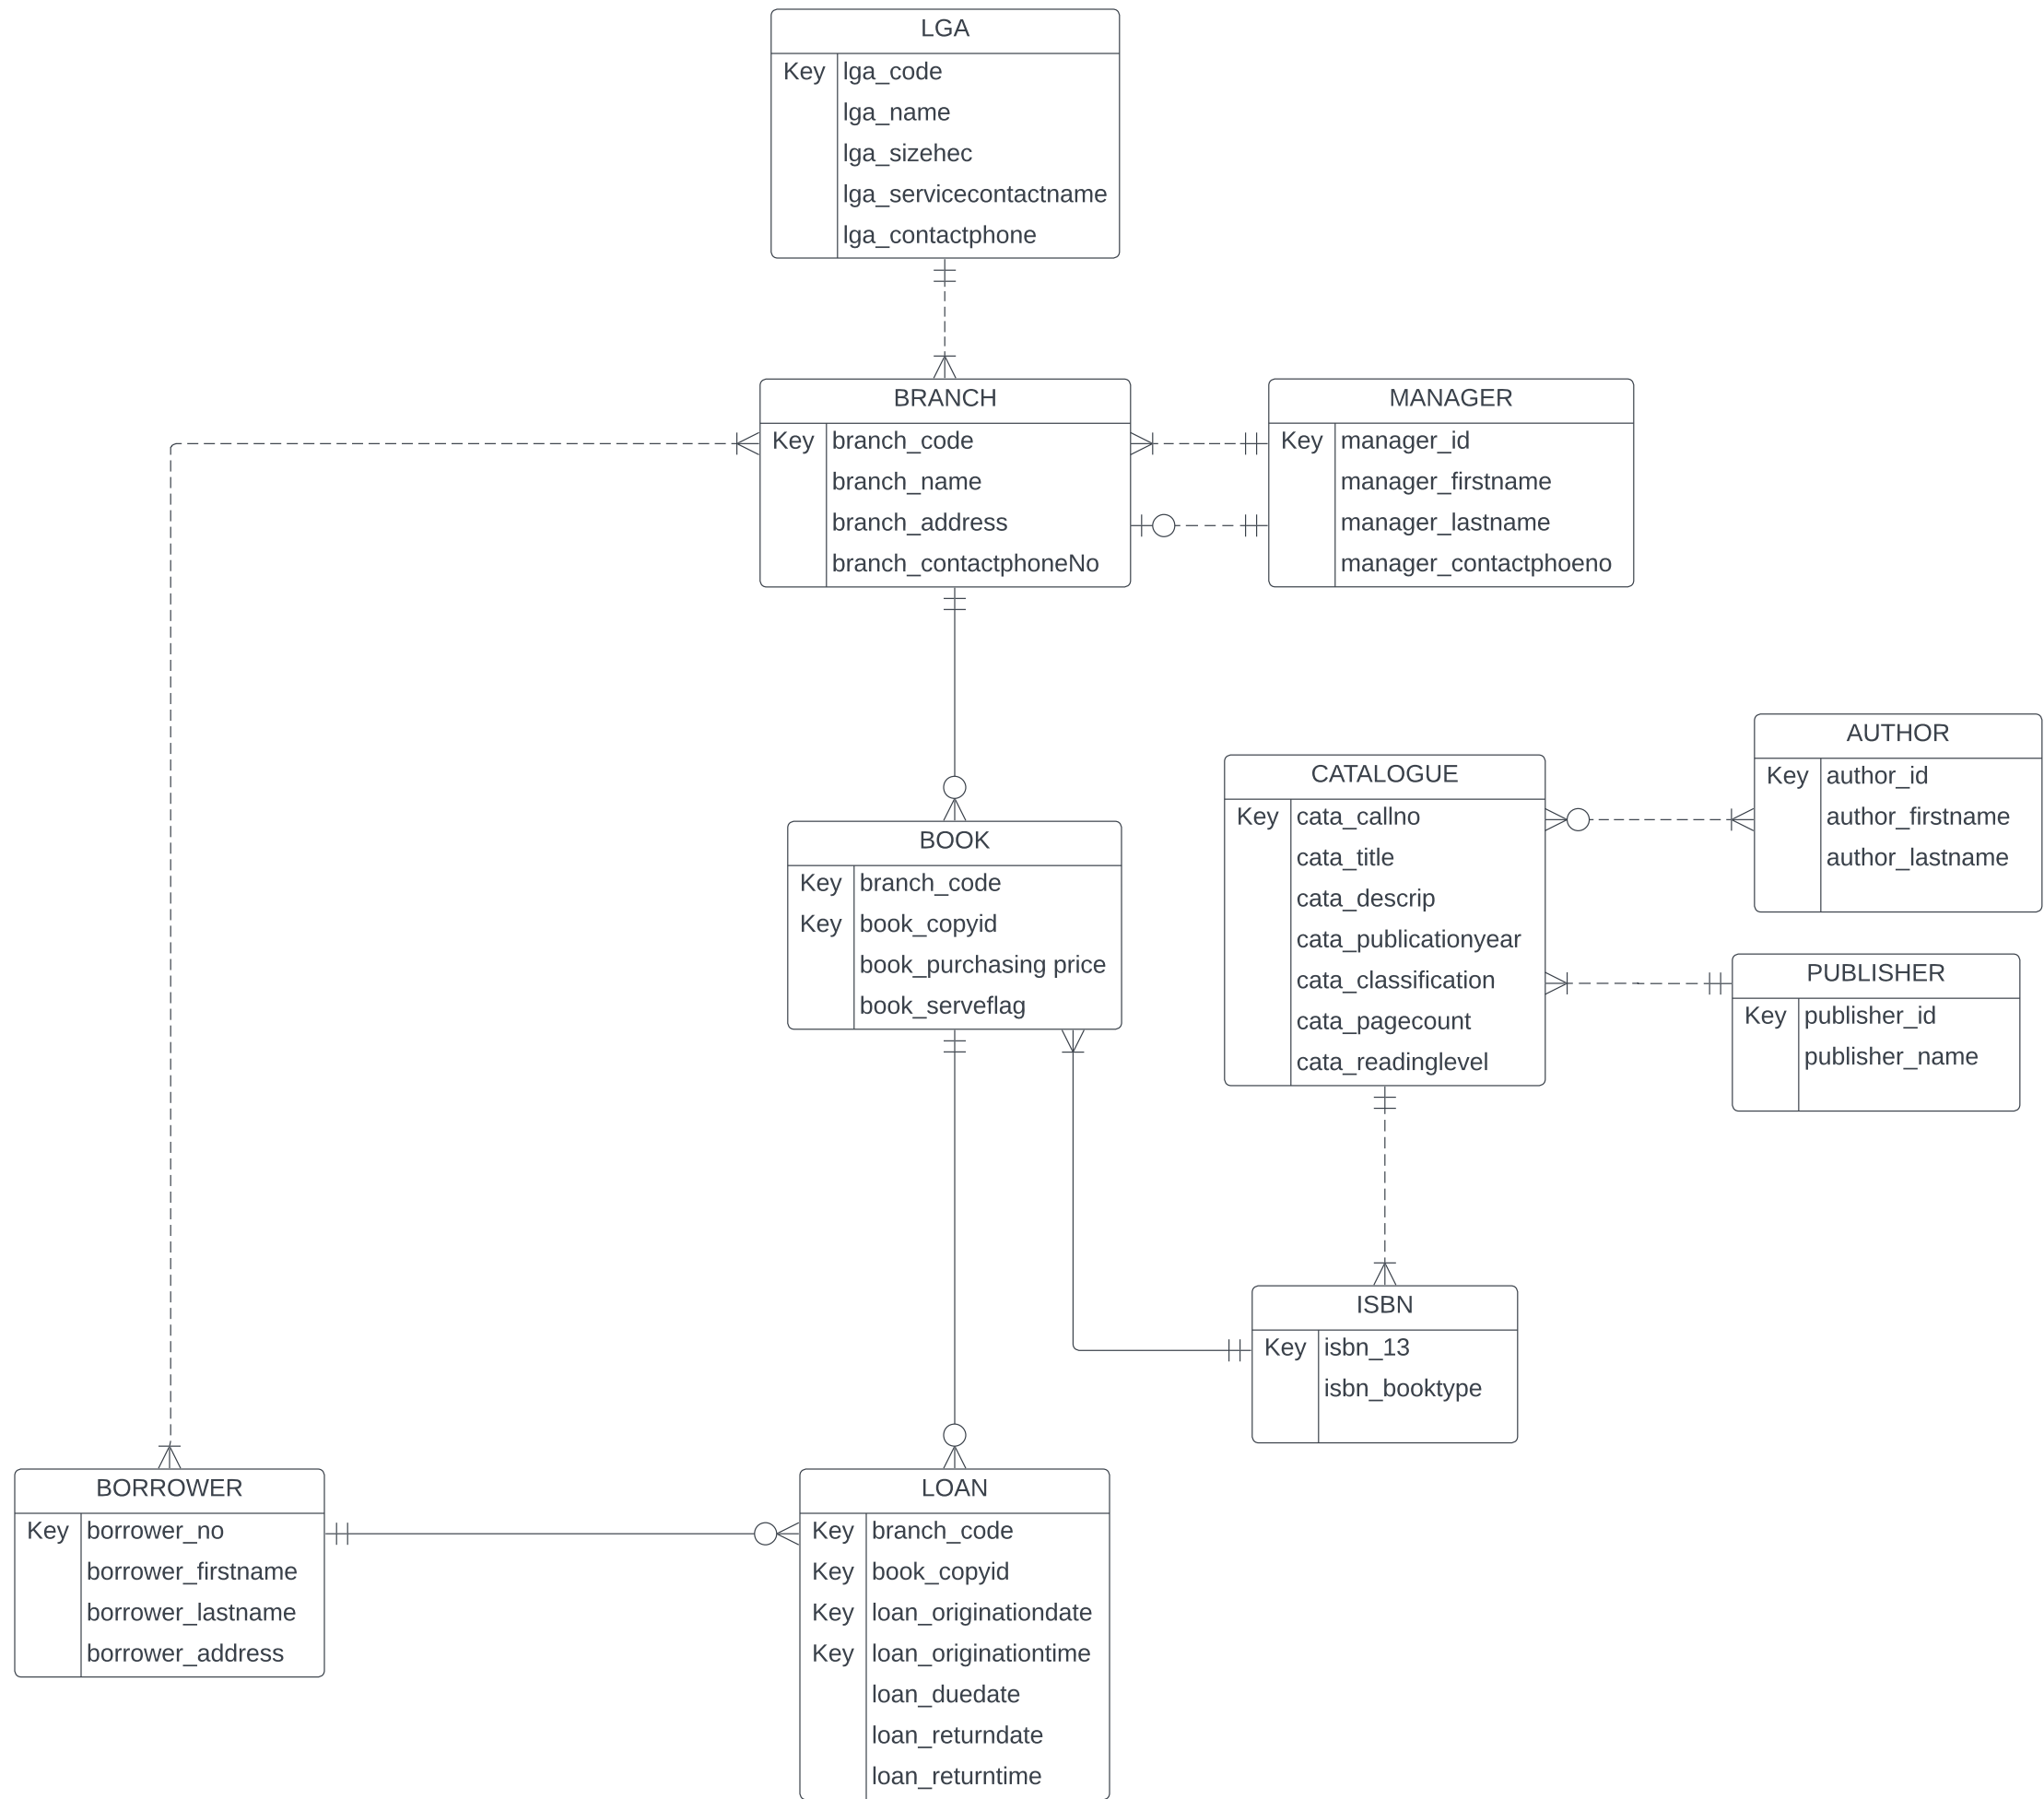 LGA
Key lga_code
lga_name
lga_sizehec
lga_servicecontactname
lga_contactphone
BRANCH
Key branch_code
branch_name
branch_address
branch_contactphoneNo
MANAGER
Key manager_id
manager_firstname
manager_lastname
manager_contactphoeno
AUTHOR
Key author_id
author_firstname
author_lastname
CATALOGUE
Key cata_callno
cata_title
cata_descrip
cata_publicationyear
cata_classification
cata_pagecount
cata_readinglevel
BOOK
Key branch_code
Key book_copyid
book_purchasing price
book_serveflag
PUBLISHER
Key publisher_id
publisher_name
ISBN
Key isbn_13
isbn_booktype
BORROWER
Key borrower_no
borrower_firstname
borrower_lastname
borrower_address
LOAN
Key branch_code
Key book_copyid
Key loan_originationdate
Key loan_originationtime
loan_duedate
loan_returndate
loan_returntime